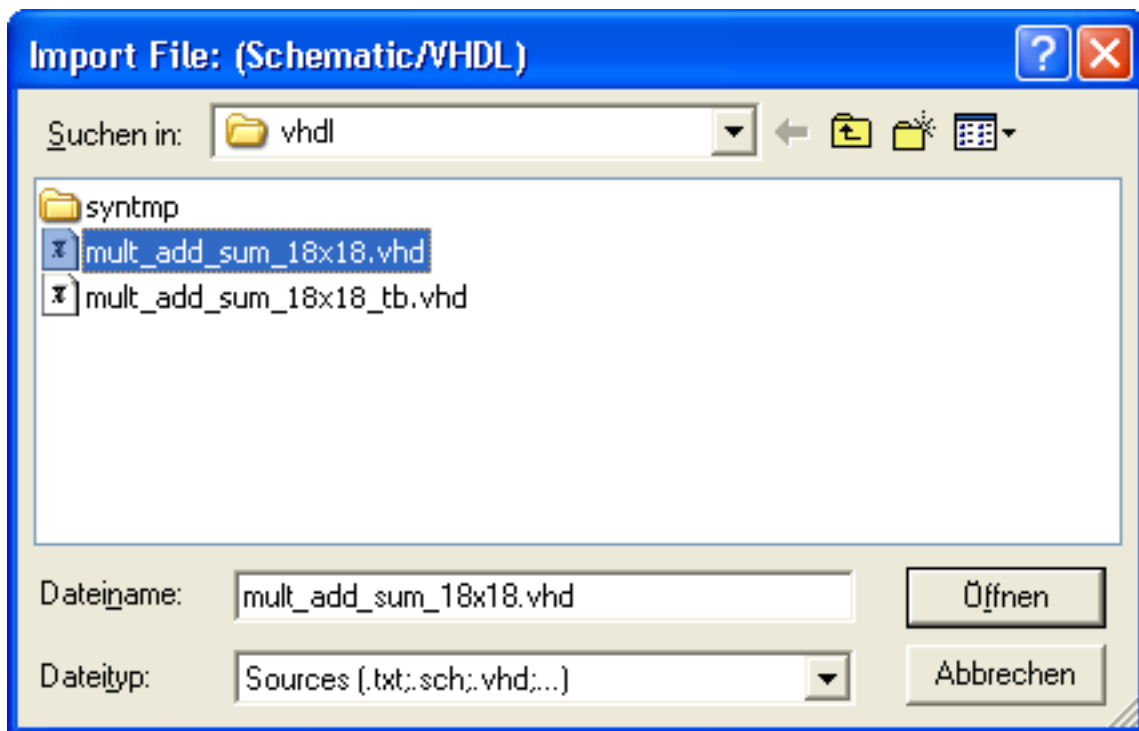 Import File: (Schematic/VHDL)
Suchen in: vhdl
syntmp
mult_add_sum_18x18.vhd
mult_add_sum_18x18_tb.vhd
Dateiname: mult_add_sum_18x18.vhd Öffnen
Dateityp: Sources (.txt;.sch;.vhd;...) Abbrechen